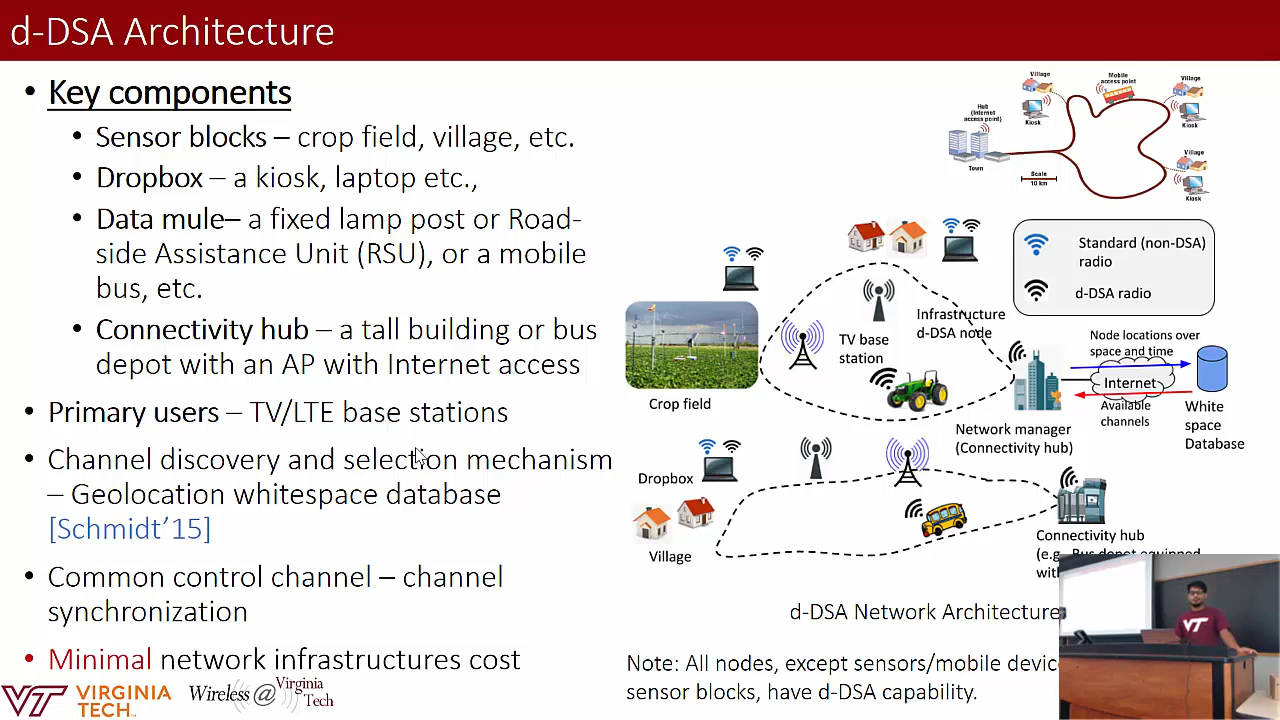 d-DSA Architecture
• Key components
• Sensor blocks – crop field, village, etc.
• Dropbox – a kiosk, laptop etc.,
• Data mule– a fixed lamp post or Road-
side Assistance Unit (RSU), or a mobile
bus, etc.
• Connectivity hub – a tall building or bus
depot with an AP with Internet access
• Primary users – TV/LTE base stations
• Channel discovery and selection mechanism
– Geolocation whitespace database
[Schmidt’15]
• Common control channel – channel
synchronization
• Minimal network infrastructures cost
Village
Mobile
access point
Village
Hub
(Internet
access point)
Kiosk
Kiosk
Village
Town
Scale
10 km
Kiosk
Standard (non-DSA)
radio
d-DSA radio
Infrastructure
d-DSA node
TV base
station
Node locations over
space and time
Internet
Available
channels
White
space
Database
Crop field
Network manager
(Connectivity hub)
Dropbox
Village
Connectivity hub
(e.g., Bus depot equipped
with
d-DSA Network Architecture
Note: All nodes, except sensors/mobile
sensor blocks, have d-DSA capability.
VT VIRGINIA
TECH™
Wireless @ Virginia
Tech
VT